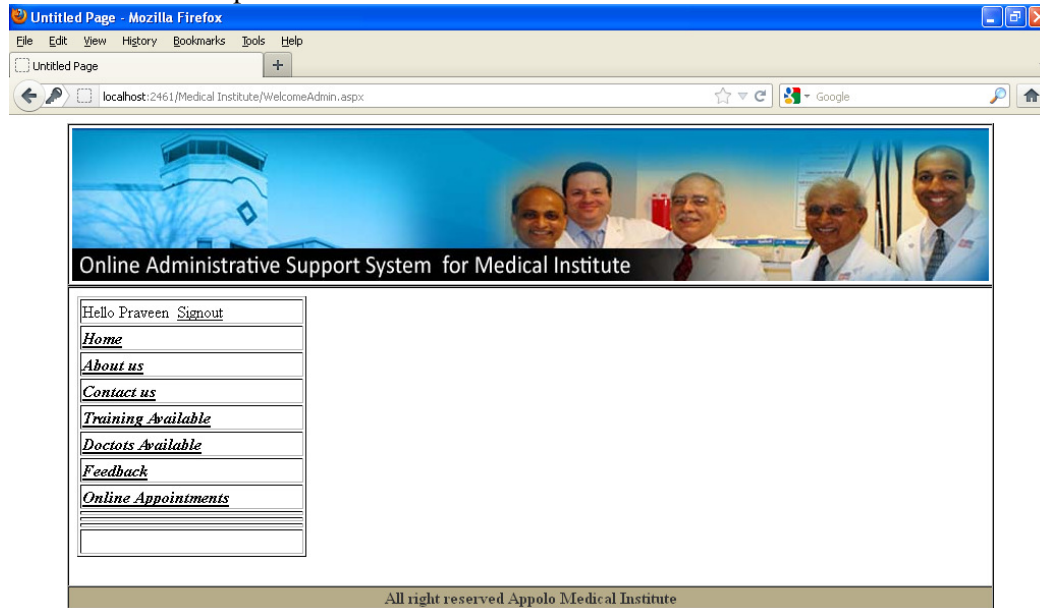 Untitled Page - Mozilla Firefox
File Edit View History Bookmarks Tools Help
Untitled Page +
localhost:2461/Medical Institute/WelcomeAdmin.aspx Google
Online Administrative Support System for Medical Institute
Hello Praveen Signout
Home
About us
Contact us
Training Available
Doctots Available
Feedback
Online Appointments
All right reserved Appolo Medical Institute